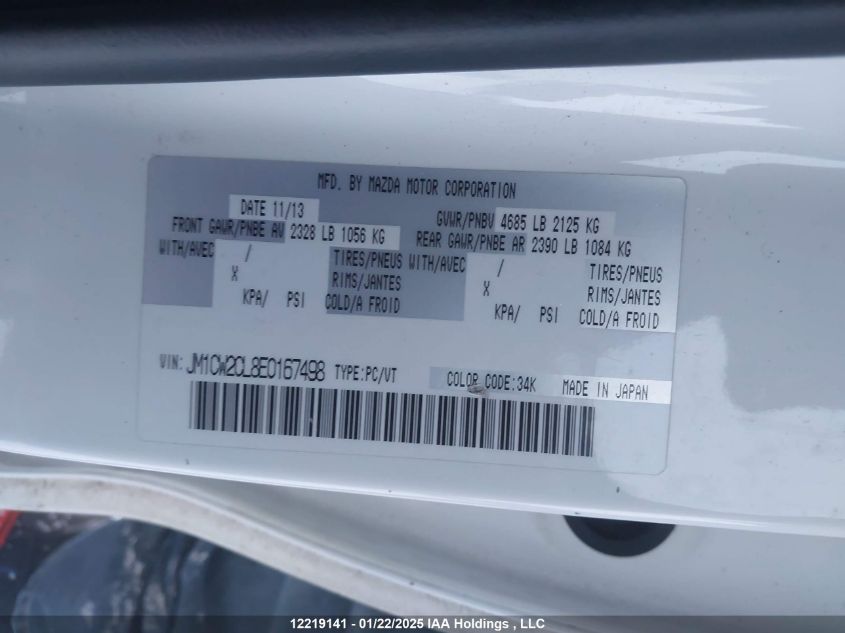 MFD. BY MAZDA MOTOR CORPORATION
DATE 11/13 GVWR/PNBV 4685 LB 2125 KG
FRONT GAWR/PNBE AV 2328 LB 1056 KG REAR GAWR/PNBE AR 2390 LB 1084 KG
WITH/AVEC / TIRES/PNEUS WITH/AVEC / TIRES/PNEUS
X RIMS/JANTES X RIMS/JANTES
KPA/ PSI COLD/A FROID KPA/ PSI COLD/A FROID
VIN: JM1CW2CL8E0167498 TYPE:PC/VT COLOR CODE:34K MADE IN JAPAN
12219141 - 01/22/2025 IAA Holdings , LLC